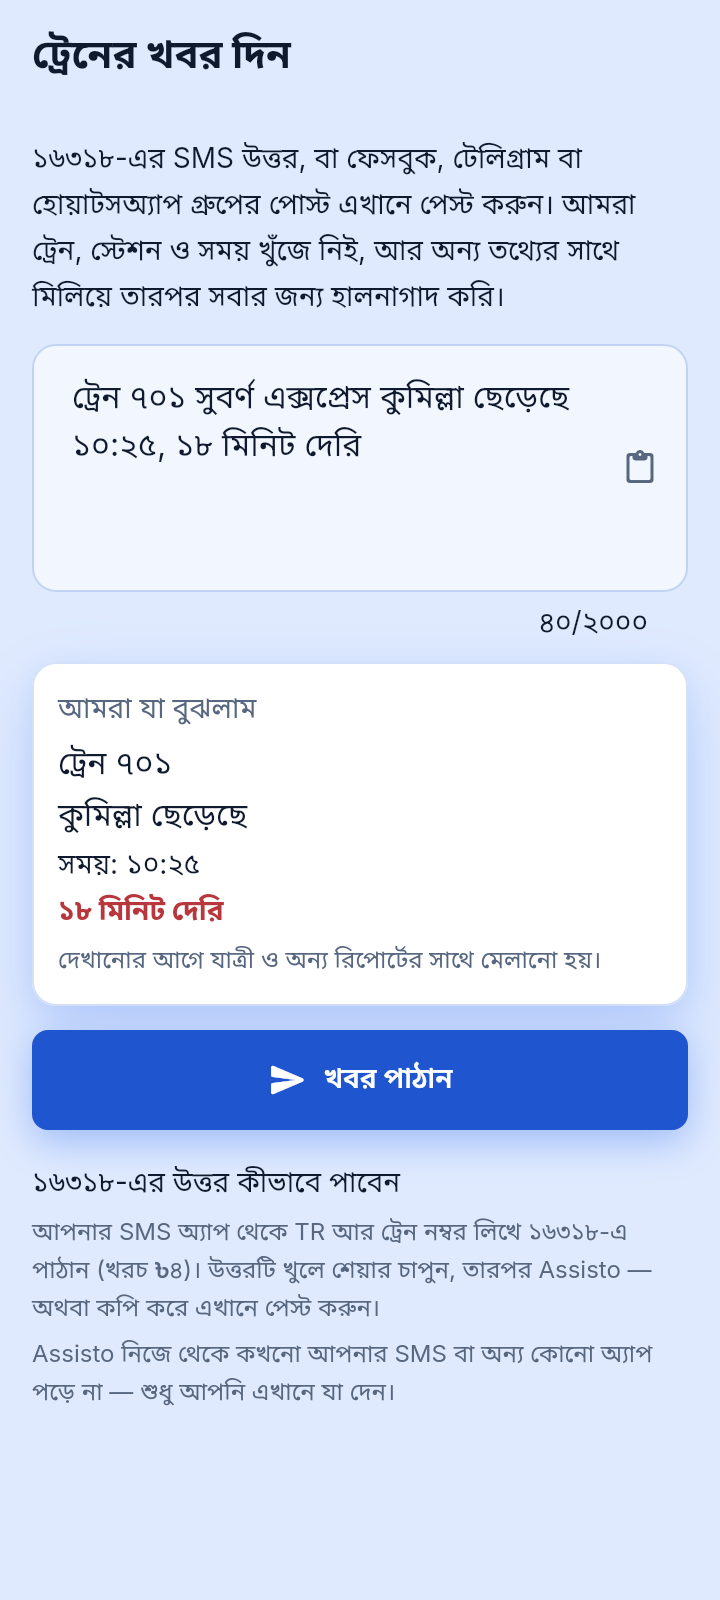 ট্রেনের খবর দিন
১৬৩১৮-এর SMS উত্তর, বা ফেসবুক, টেলিগ্রাম বা
হোয়াটসঅ্যাপ গ্রুপের পোস্ট এখানে পেস্ট করুন। আমরা
ট্রেন, স্টেশন ও সময় খুঁজে নিই, আর অন্য তথ্যের সাথে
মিলিয়ে তারপর সবার জন্য হালনাগাদ করি।
ট্রেন ৭০১ সুবর্ণ এক্সপ্রেস কুমিল্লা ছেড়েছে
১০:২৫, ১৮ মিনিট দেরি
৪০/২০০০
আমরা যা বুঝলাম
ট্রেন ৭০১
কুমিল্লা ছেড়েছে
সময়: ১০:২৫
১৮ মিনিট দেরি
দেখানোর আগে যাত্রী ও অন্য রিপোর্টের সাথে মেলানো হয়।
খবর পাঠান
১৬৩১৮-এর উত্তর কীভাবে পাবেন
আপনার SMS অ্যাপ থেকে TR আর ট্রেন নম্বর লিখে ১৬৩১৮-এ
পাঠান (খরচ ৳৪)। উত্তরটি খুলে শেয়ার চাপুন, তারপর Assisto —
অথবা কপি করে এখানে পেস্ট করুন।
Assisto নিজে থেকে কখনো আপনার SMS বা অন্য কোনো অ্যাপ
পড়ে না — শুধু আপনি এখানে যা দেন।